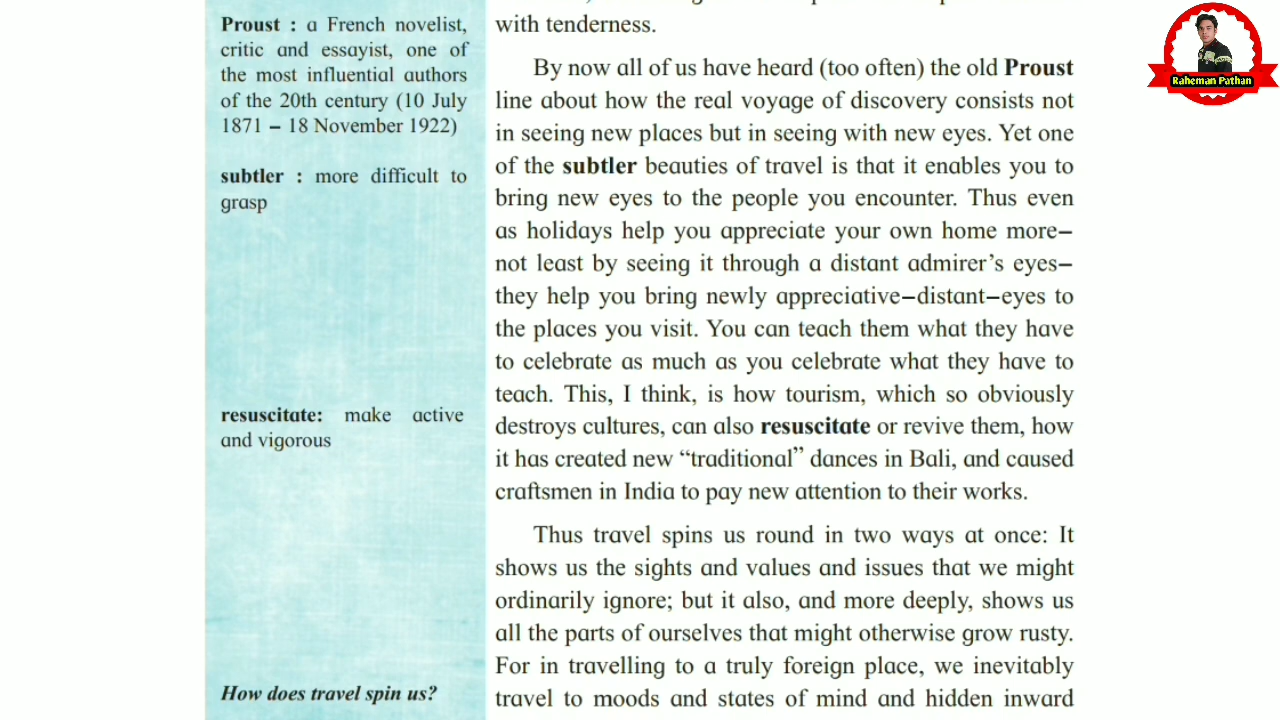 Proust : a French novelist,
critic and essayist, one of
the most influential authors
of the 20th century (10 July
1871 – 18 November 1922)
subtler : more difficult to
grasp
resuscitate: make active
and vigorous
How does travel spin us?
with tenderness.
By now all of us have heard (too often) the old Proust
line about how the real voyage of discovery consists not
in seeing new places but in seeing with new eyes. Yet one
of the subtler beauties of travel is that it enables you to
bring new eyes to the people you encounter. Thus even
as holidays help you appreciate your own home more–
not least by seeing it through a distant admirer's eyes–
they help you bring newly appreciative–distant–eyes to
the places you visit. You can teach them what they have
to celebrate as much as you celebrate what they have to
teach. This, I think, is how tourism, which so obviously
destroys cultures, can also resuscitate or revive them, how
it has created new “traditional” dances in Bali, and caused
craftsmen in India to pay new attention to their works.
Thus travel spins us round in two ways at once: It
shows us the sights and values and issues that we might
ordinarily ignore; but it also, and more deeply, shows us
all the parts of ourselves that might otherwise grow rusty.
For in travelling to a truly foreign place, we inevitably
travel to moods and states of mind and hidden inward
Raheman Pathan